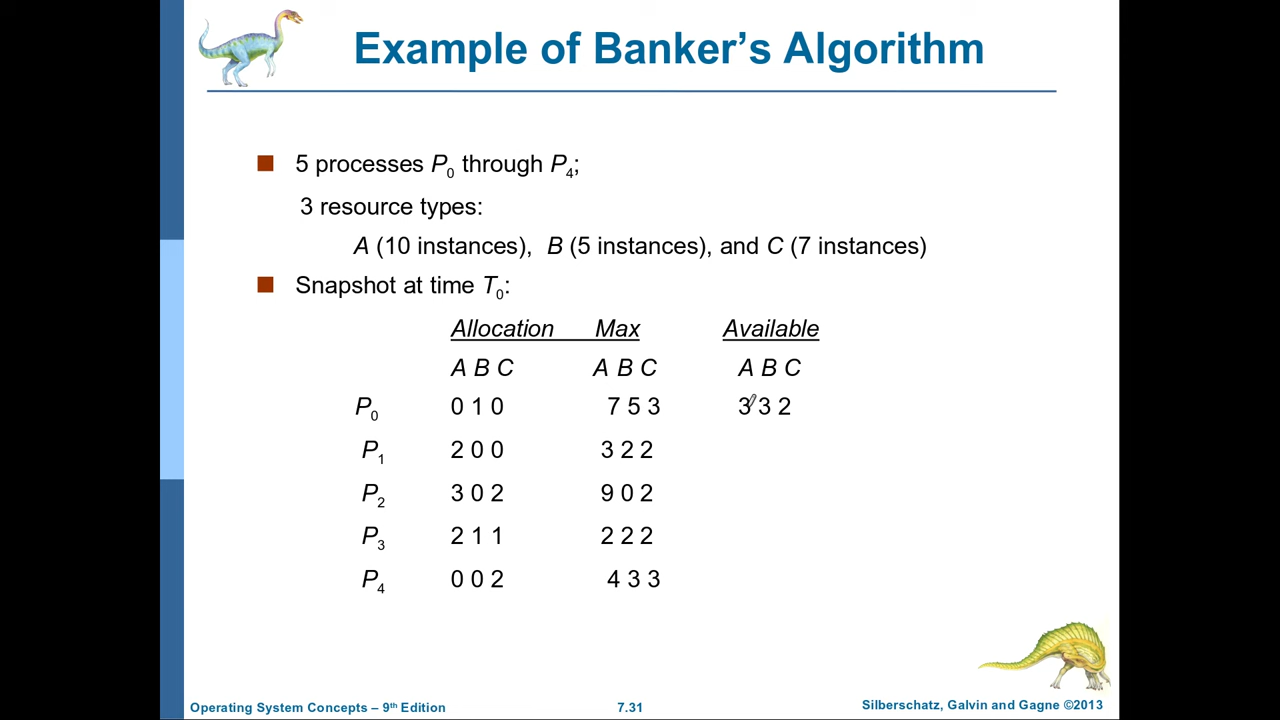 Example of Banker's Algorithm
5 processes P0 through P4;
3 resource types:
A (10 instances), B (5 instances), and C (7 instances)
Snapshot at time T0:
Allocation Max Available
A B C A B C A B C
P0 0 1 0 7 5 3 3 3 2
P1 2 0 0 3 2 2
P2 3 0 2 9 0 2
P3 2 1 1 2 2 2
P4 0 0 2 4 3 3
Operating System Concepts – 9th Edition 7.31 Silberschatz, Galvin and Gagne ©2013